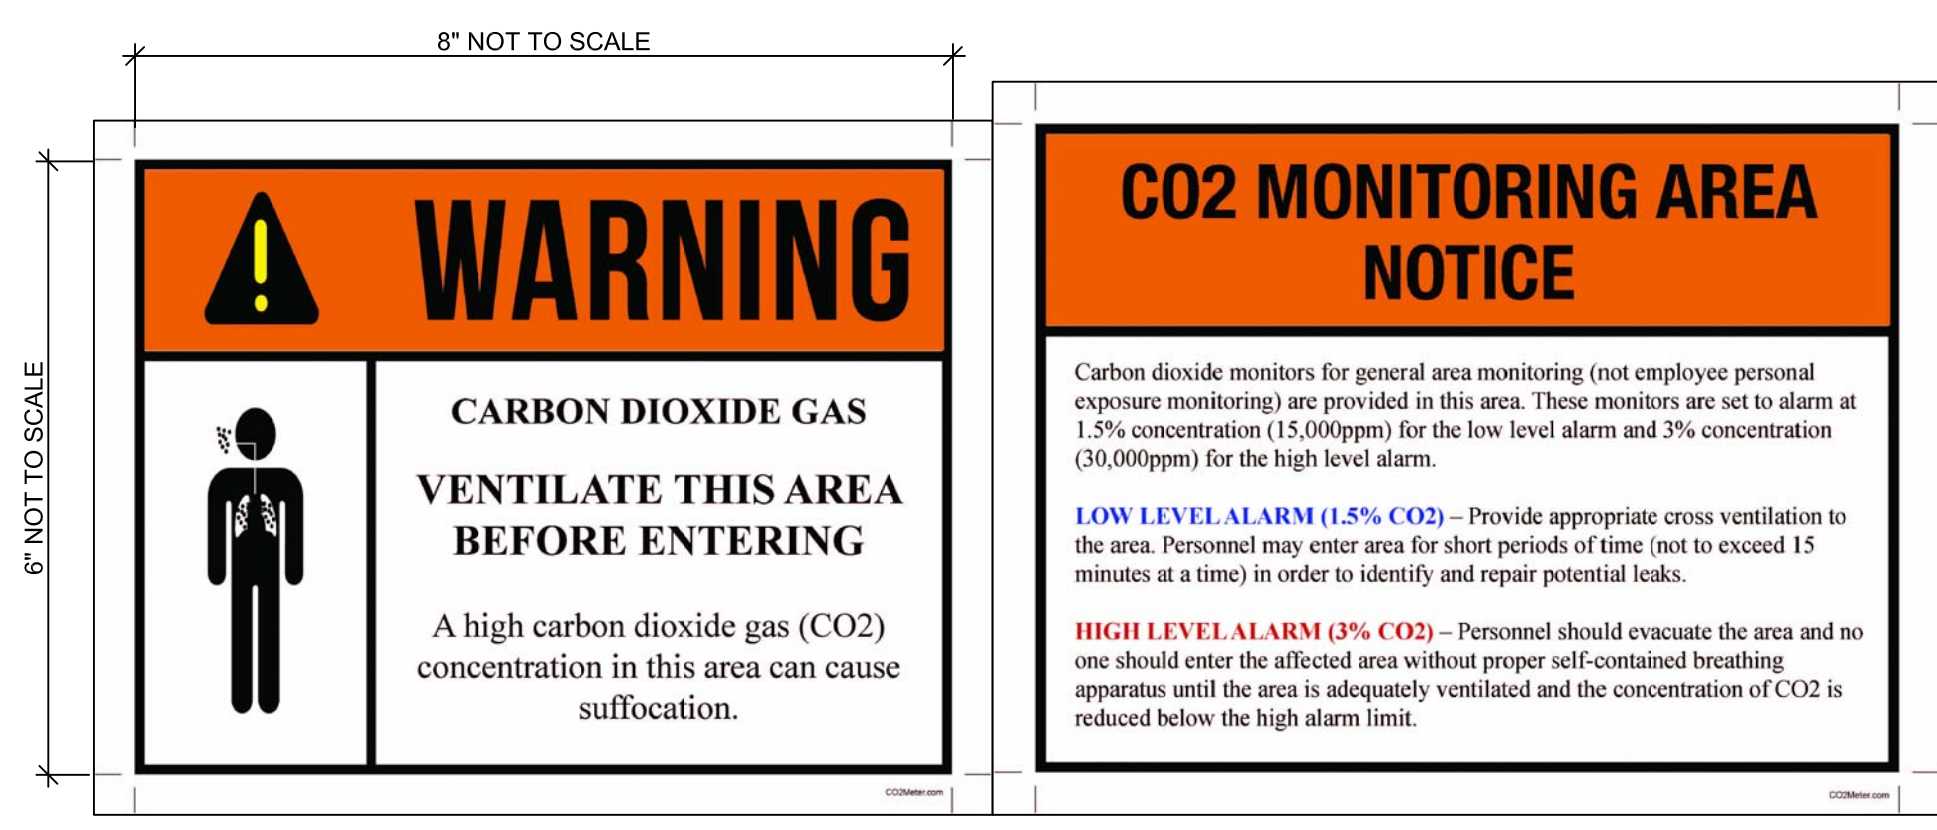 8" NOT TO SCALE
6" NOT TO SCALE
WARNING
CARBON DIOXIDE GAS
VENTILATE THIS AREA
BEFORE ENTERING
A high carbon dioxide gas (CO2)
concentration in this area can cause
suffocation.
CO2Meter.com
CO2 MONITORING AREA
NOTICE
Carbon dioxide monitors for general area monitoring (not employee personal
exposure monitoring) are provided in this area. These monitors are set to alarm at
1.5% concentration (15,000ppm) for the low level alarm and 3% concentration
(30,000ppm) for the high level alarm.
LOW LEVEL ALARM (1.5% CO2) – Provide appropriate cross ventilation to
the area. Personnel may enter area for short periods of time (not to exceed 15
minutes at a time) in order to identify and repair potential leaks.
HIGH LEVEL ALARM (3% CO2) – Personnel should evacuate the area and no
one should enter the affected area without proper self-contained breathing
apparatus until the area is adequately ventilated and the concentration of CO2 is
reduced below the high alarm limit.
CO2Meter.com